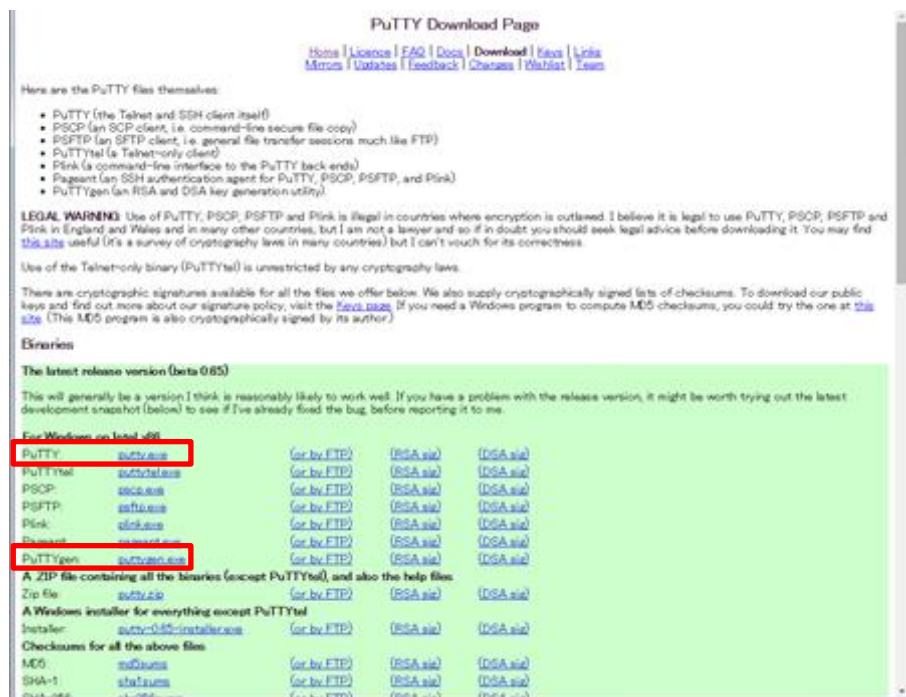 PuTTY Download Page
Home | Licence | FAQ | Docs | Download | Keys | Links
Mirrors | Updates | Feedback | Changes | Wishlist | Team
Here are the PuTTY files themselves:
• PuTTY (the Telnet and SSH client itself)
• PSCP (an SCP client, i.e. command-line secure file copy)
• PSFTP (an SFTP client, i.e. general file transfer sessions much like FTP)
• PuTTYtel (a Telnet-only client)
• Plink (a command-line interface to the PuTTY back ends)
• Pageant (an SSH authentication agent for PuTTY, PSCP, PSFTP, and Plink)
• PuTTYgen (an RSA and DSA key generation utility).
LEGAL WARNING: Use of PuTTY, PSCP, PSFTP and Plink is illegal in countries where encryption is outlawed. I believe it is legal to use PuTTY, PSCP, PSFTP and
Plink in England and Wales and in many other countries, but I am not a lawyer and so if in doubt you should seek legal advice before downloading it. You may find
this site useful (it's a survey of cryptography laws in many countries) but I can't vouch for its correctness.
Use of the Telnet-only binary (PuTTYtel) is unrestricted by any cryptography laws.
There are cryptographic signatures available for all the files we offer below. We also supply cryptographically signed lists of checksums. To download our public
keys and find out more about our signature policy, visit the Keys page. If you need a Windows program to compute MD5 checksums, you could try the one at this
site. (This MD5 program is also cryptographically signed by its author.)
Binaries
The latest release version (beta 0.65)
This will generally be a version I think is reasonably likely to work well. If you have a problem with the release version, it might be worth trying out the latest
development snapshot (below) to see if I've already fixed the bug, before reporting it to me.
For Windows on Intel x86
PuTTY: putty.exe (or by FTP) (RSA sig) (DSA sig)
PuTTYtel: puttytel.exe (or by FTP) (RSA sig) (DSA sig)
PSCP: pscp.exe (or by FTP) (RSA sig) (DSA sig)
PSFTP: psftp.exe (or by FTP) (RSA sig) (DSA sig)
Plink: plink.exe (or by FTP) (RSA sig) (DSA sig)
Pageant: pageant.exe (or by FTP) (RSA sig) (DSA sig)
PuTTYgen: puttygen.exe (or by FTP) (RSA sig) (DSA sig)
A ZIP file containing all the binaries (except PuTTYtel), and also the help files
Zip file: putty.zip (or by FTP) (RSA sig) (DSA sig)
A Windows installer for everything except PuTTYtel
Installer: putty-0.65-installer.exe (or by FTP) (RSA sig) (DSA sig)
Checksums for all the above files
MD5: md5sums (or by FTP) (RSA sig) (DSA sig)
SHA-1: sha1sums (or by FTP) (RSA sig) (DSA sig)